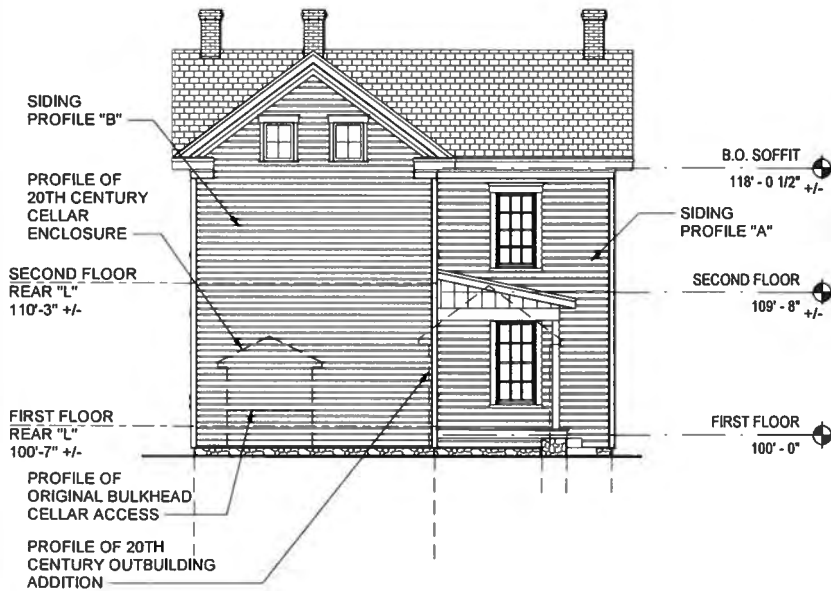 SIDING
PROFILE "B"
PROFILE OF
20TH CENTURY
CELLAR
ENCLOSURE
SECOND FLOOR
REAR "L"
110'-3" +/-
FIRST FLOOR
REAR "L"
100'-7" +/-
PROFILE OF
ORIGINAL BULKHEAD
CELLAR ACCESS
PROFILE OF 20TH
CENTURY OUTBUILDING
ADDITION
B.O. SOFFIT
118' - 0 1/2" +/-
SIDING
PROFILE "A"
SECOND FLOOR
109' - 8" +/-
FIRST FLOOR
100' - 0"